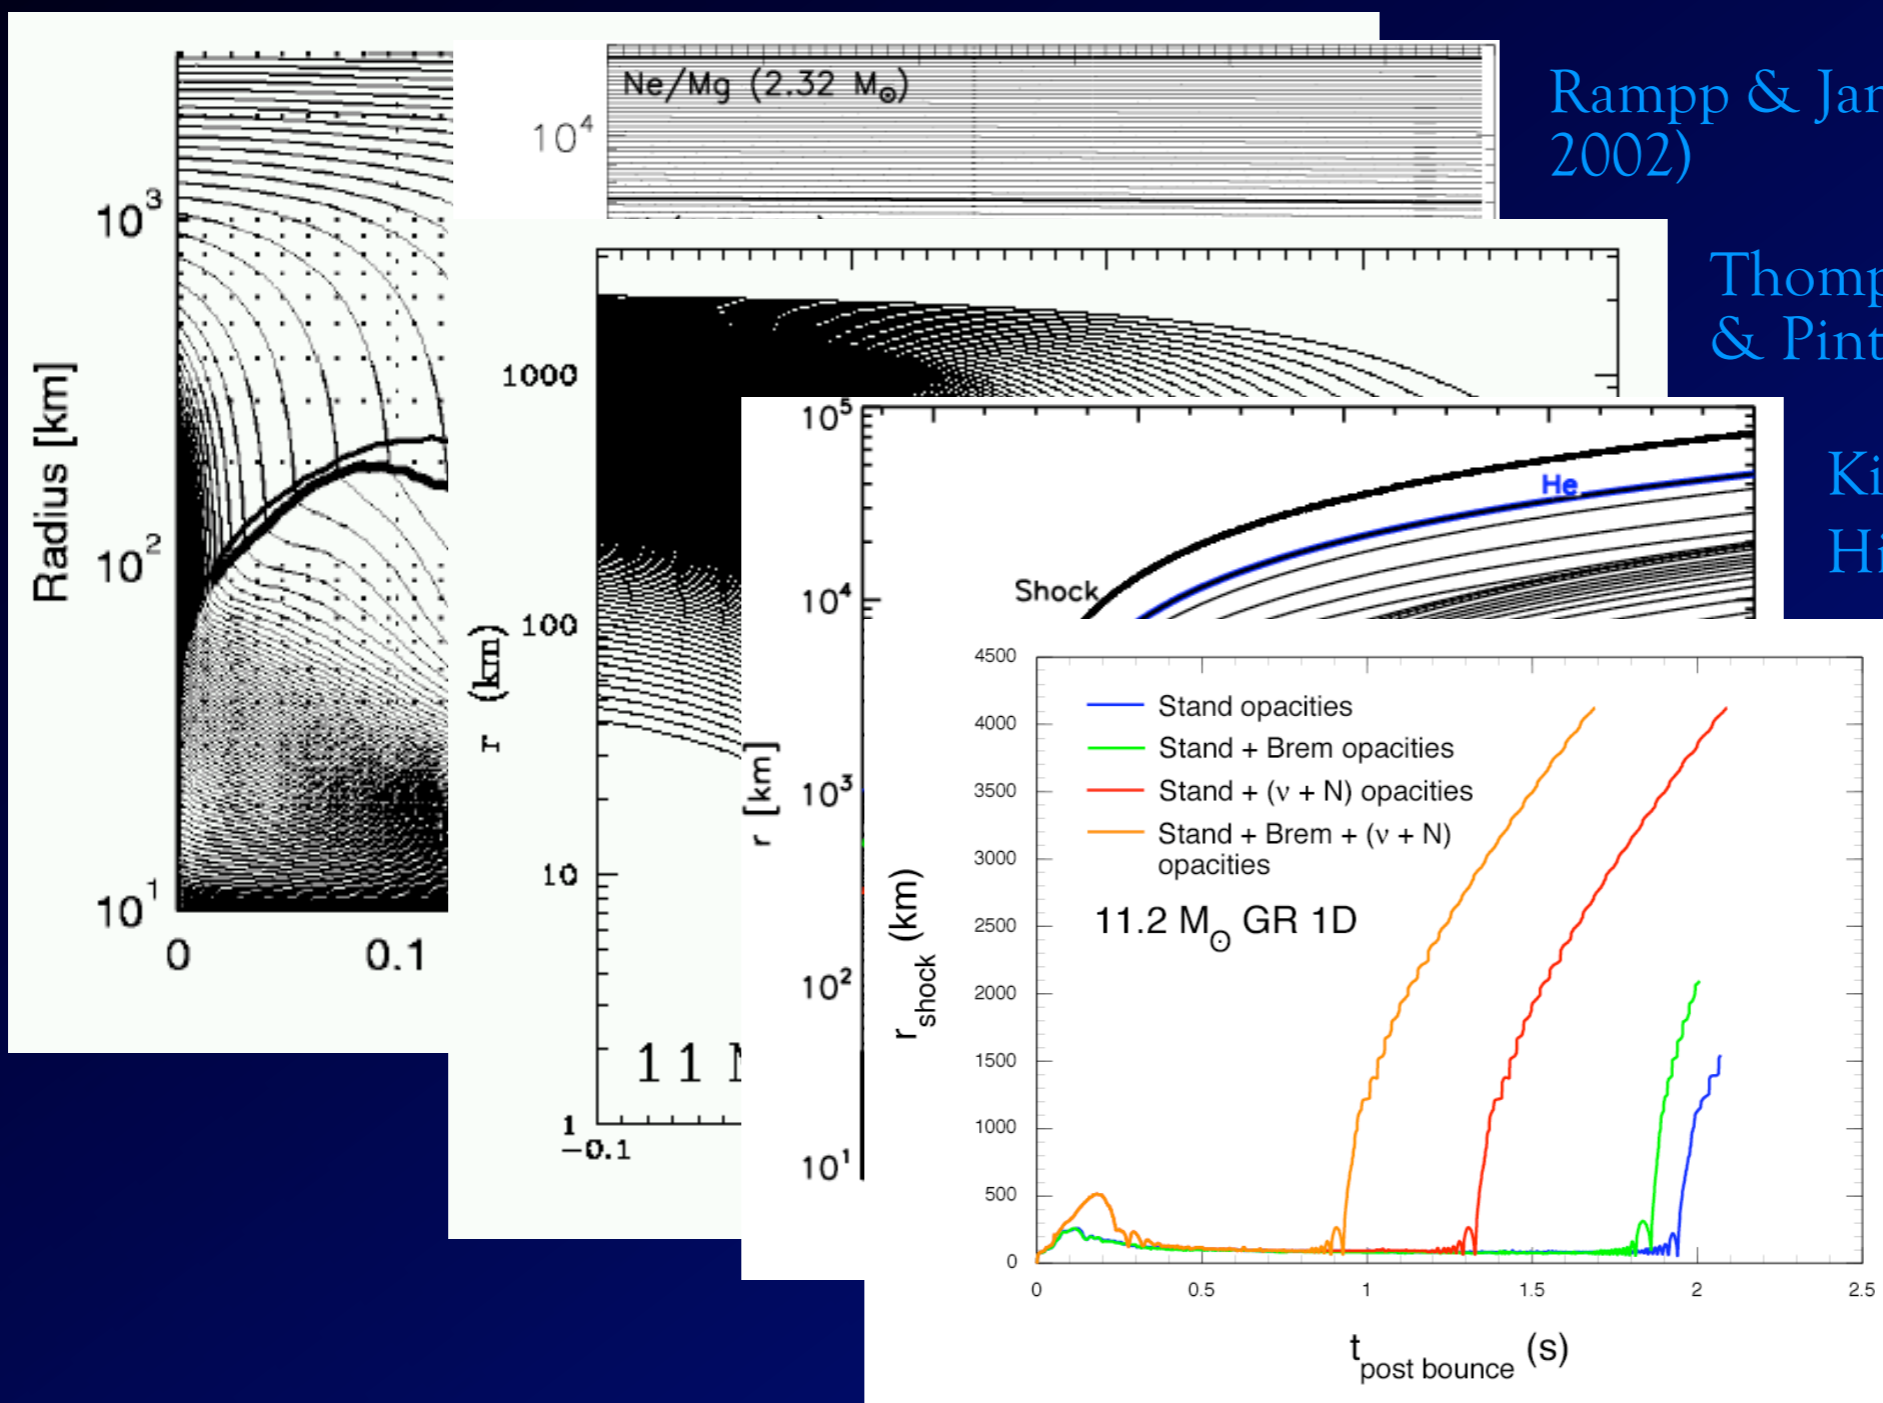 Radius [km]
10³
10²
10¹
0
0.1
Ne/Mg (2.32 M⊙)
10⁴
Rampp & Jan
2002)
r (km)
1000
100
10
1
−0.1
11
Thomp
& Pint
r [km]
10⁵
10⁴
10³
10²
10¹
He
Shock
Ki
Hi
r shock (km)
4500
4000
3500
3000
2500
2000
1500
1000
500
0
Stand opacities
Stand + Brem opacities
Stand + (ν + N) opacities
Stand + Brem + (ν + N)
opacities
11.2 M⊙ GR 1D
0
0.5
1
1.5
2
2.5
t post bounce (s)